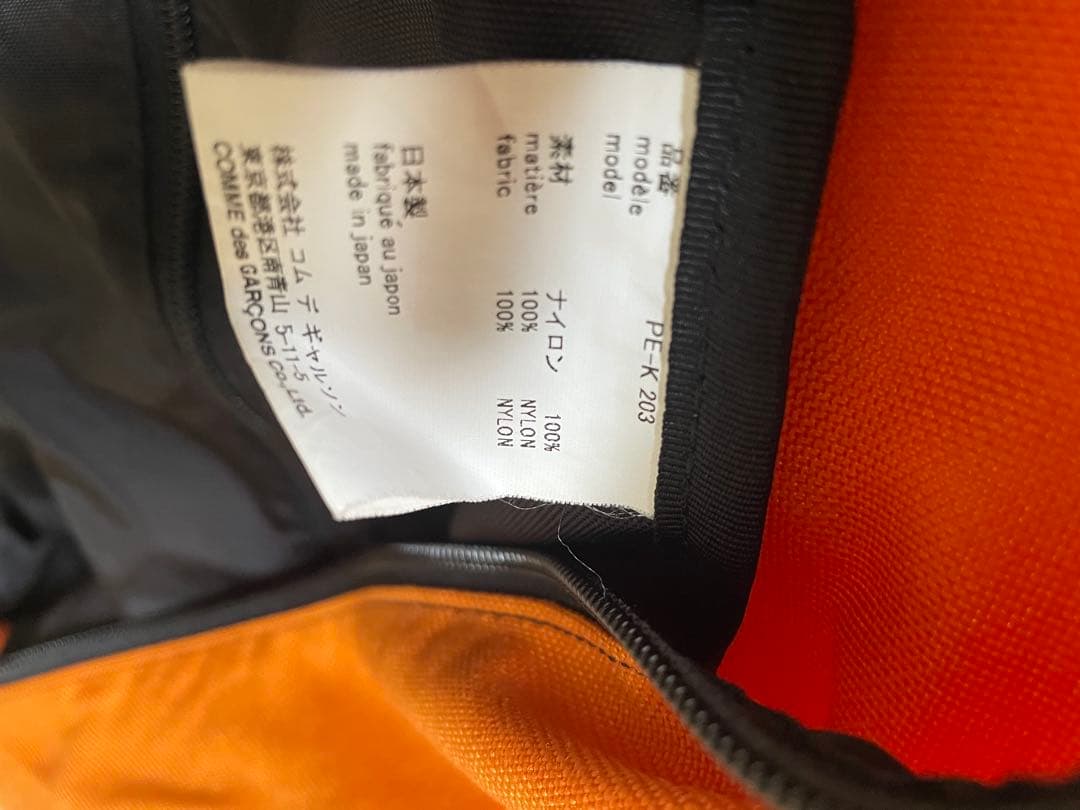 品番
modèle
model PE-K 203
素材 ナイロン 100%
matière 100% NYLON
fabric 100% NYLON
日本製
fabriqué au japon
made in japan
株式会社 コム デ ギャルソン
東京都港区南青山 5-11-5
COMME des GARÇONS CO.,Ltd.